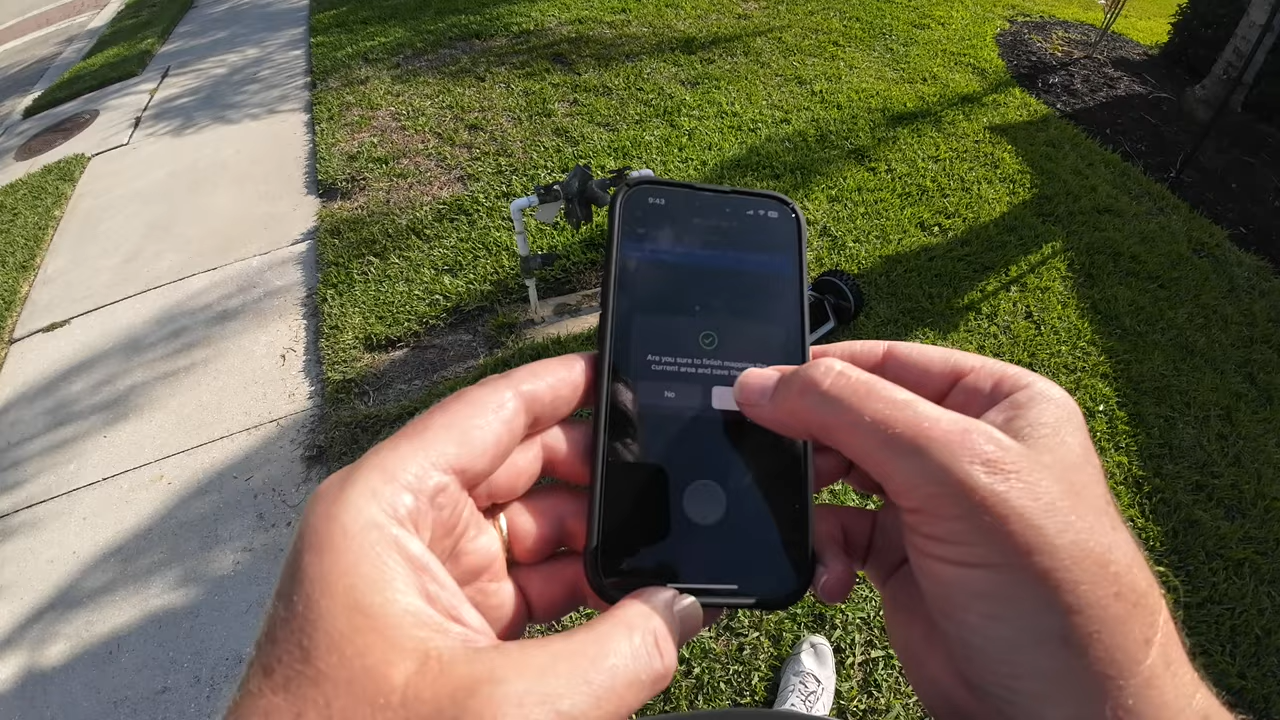 9:43
Are you sure to finish mapping the
current area and save the
No